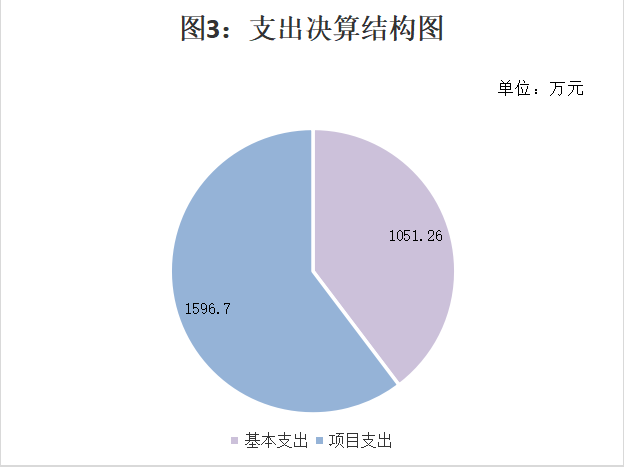 图3：支出决算结构图
单位：万元
1051.26
1596.7
基本支出 项目支出